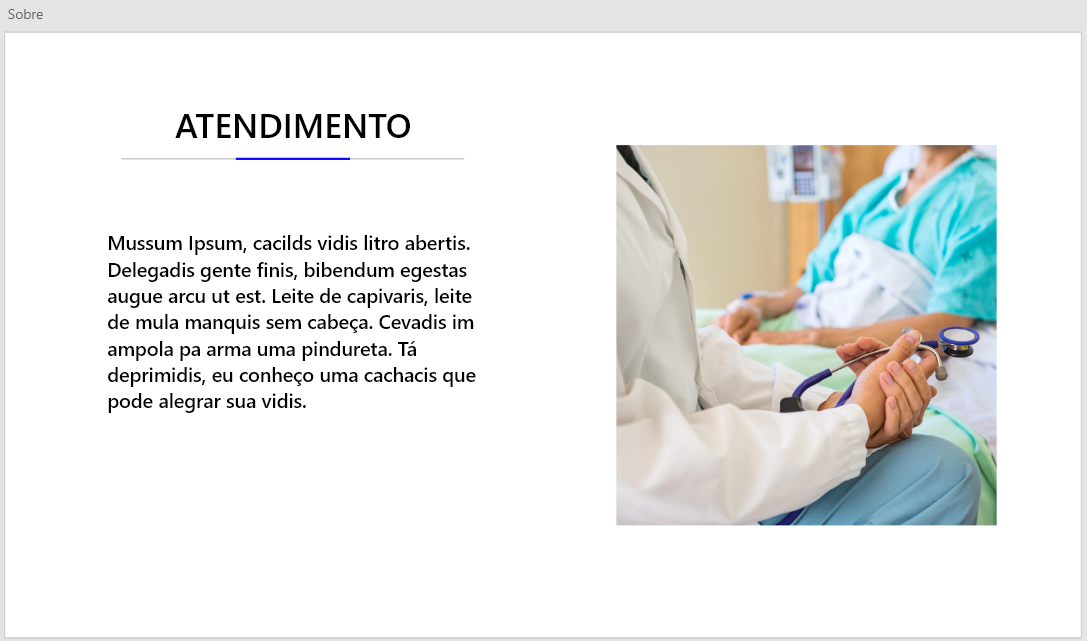 Sobre
ATENDIMENTO
Mussum Ipsum, cacilds vidis litro abertis.
Delegadis gente finis, bibendum egestas
augue arcu ut est. Leite de capivaris, leite
de mula manquis sem cabeça. Cevadis im
ampola pa arma uma pindureta. Tá
deprimidis, eu conheço uma cachacis que
pode alegrar sua vidis.